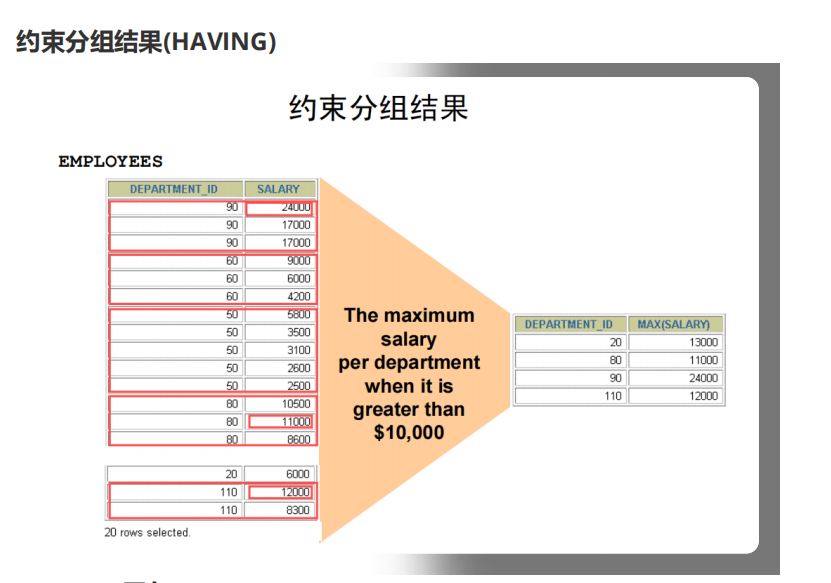 约束分组结果(HAVING)
约束分组结果
EMPLOYEES
DEPARTMENT_ID SALARY
90 24000
90 17000
90 17000
60 9000
60 6000
60 4200
50 5800
50 3500
50 3100
50 2600
50 2500
80 10500
80 11000
80 8600
20 6000
110 12000
110 8300
20 rows selected.
The maximum
salary
per department
when it is
greater than
$10,000
DEPARTMENT_ID MAX(SALARY)
20 13000
80 11000
90 24000
110 12000